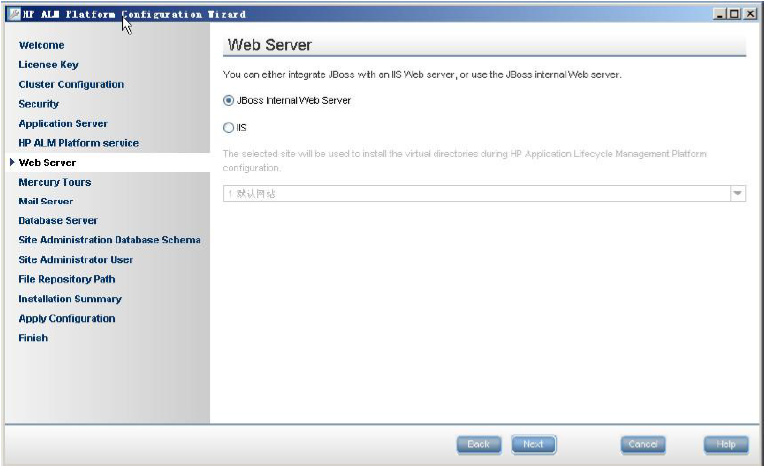 HP ALM Platform Configuration Wizard
Welcome
License Key
Cluster Configuration
Security
Application Server
HP ALM Platform service
Web Server
Mercury Tours
Mail Server
Database Server
Site Administration Database Schema
Site Administrator User
File Repository Path
Installation Summary
Apply Configuration
Finish
Web Server
You can either integrate JBoss with an IIS Web server, or use the JBoss internal Web server.
JBoss Internal Web Server
IIS
The selected site will be used to install the virtual directories during HP Application Lifecycle Management Platform
configuration.
1 默认网站
Back Next Cancel Help